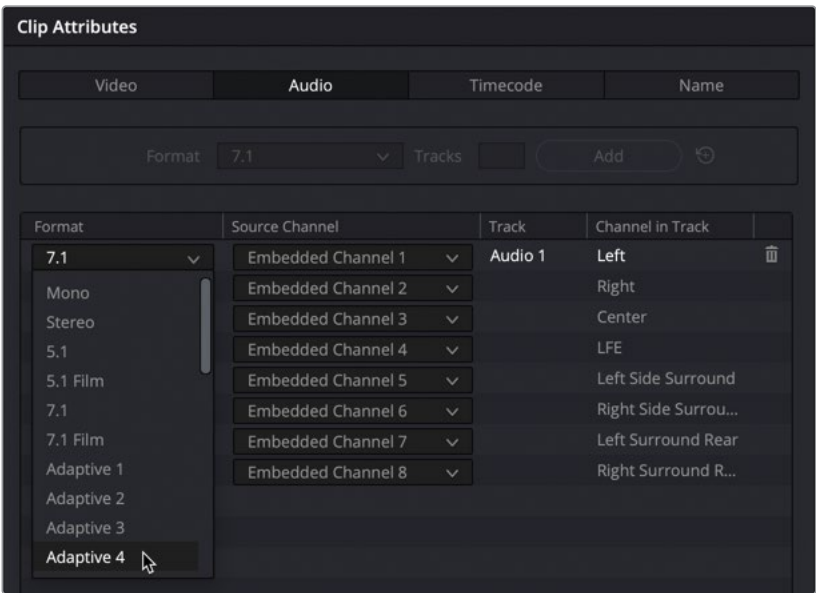 Clip Attributes
Video Audio Timecode Name
Format 7.1 Tracks Add
Format Source Channel Track Channel in Track
7.1 Embedded Channel 1 Audio 1 Left
Mono Embedded Channel 2 Right
Stereo Embedded Channel 3 Center
5.1 Embedded Channel 4 LFE
5.1 Film Embedded Channel 5 Left Side Surround
7.1 Embedded Channel 6 Right Side Surrou...
7.1 Film Embedded Channel 7 Left Surround Rear
Adaptive 1 Embedded Channel 8 Right Surround R...
Adaptive 2
Adaptive 3
Adaptive 4